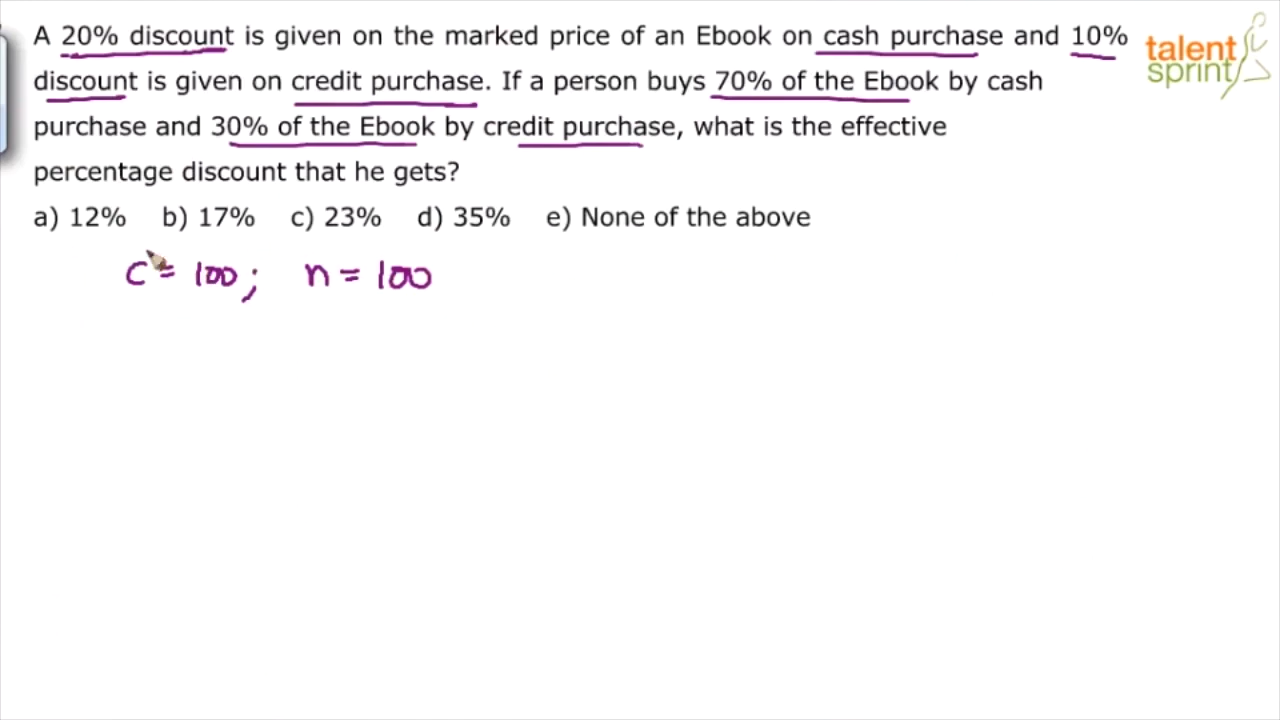 A 20% discount is given on the marked price of an Ebook on cash purchase and 10%
discount is given on credit purchase. If a person buys 70% of the Ebook by cash
purchase and 30% of the Ebook by credit purchase, what is the effective
percentage discount that he gets?
a) 12% b) 17% c) 23% d) 35% e) None of the above
C = 100; n = 100
talent
sprint